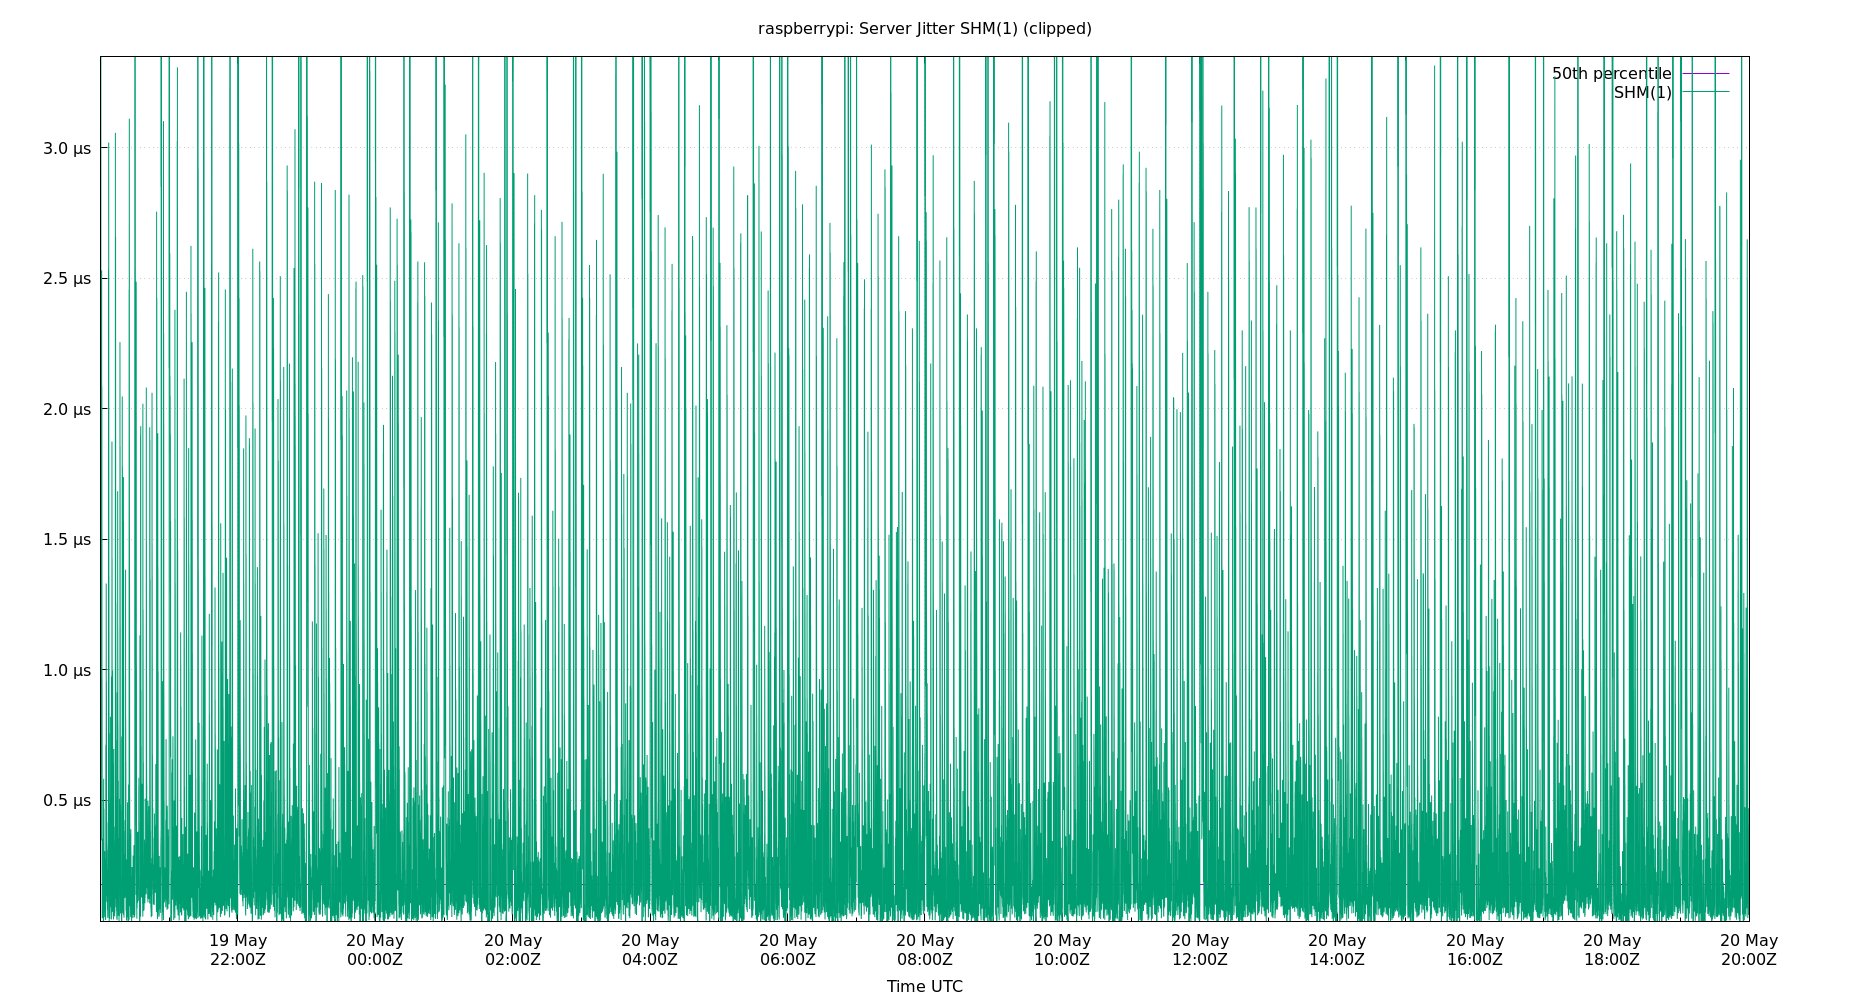 raspberrypi: Server Jitter SHM(1) (clipped)
50th percentile
SHM(1)
3.0 µs
2.5 µs
2.0 µs
1.5 µs
1.0 µs
0.5 µs
19 May 20 May 20 May 20 May 20 May 20 May 20 May 20 May 20 May 20 May 20 May 20 May
22:00Z 00:00Z 02:00Z 04:00Z 06:00Z 08:00Z 10:00Z 12:00Z 14:00Z 16:00Z 18:00Z 20:00Z
Time UTC